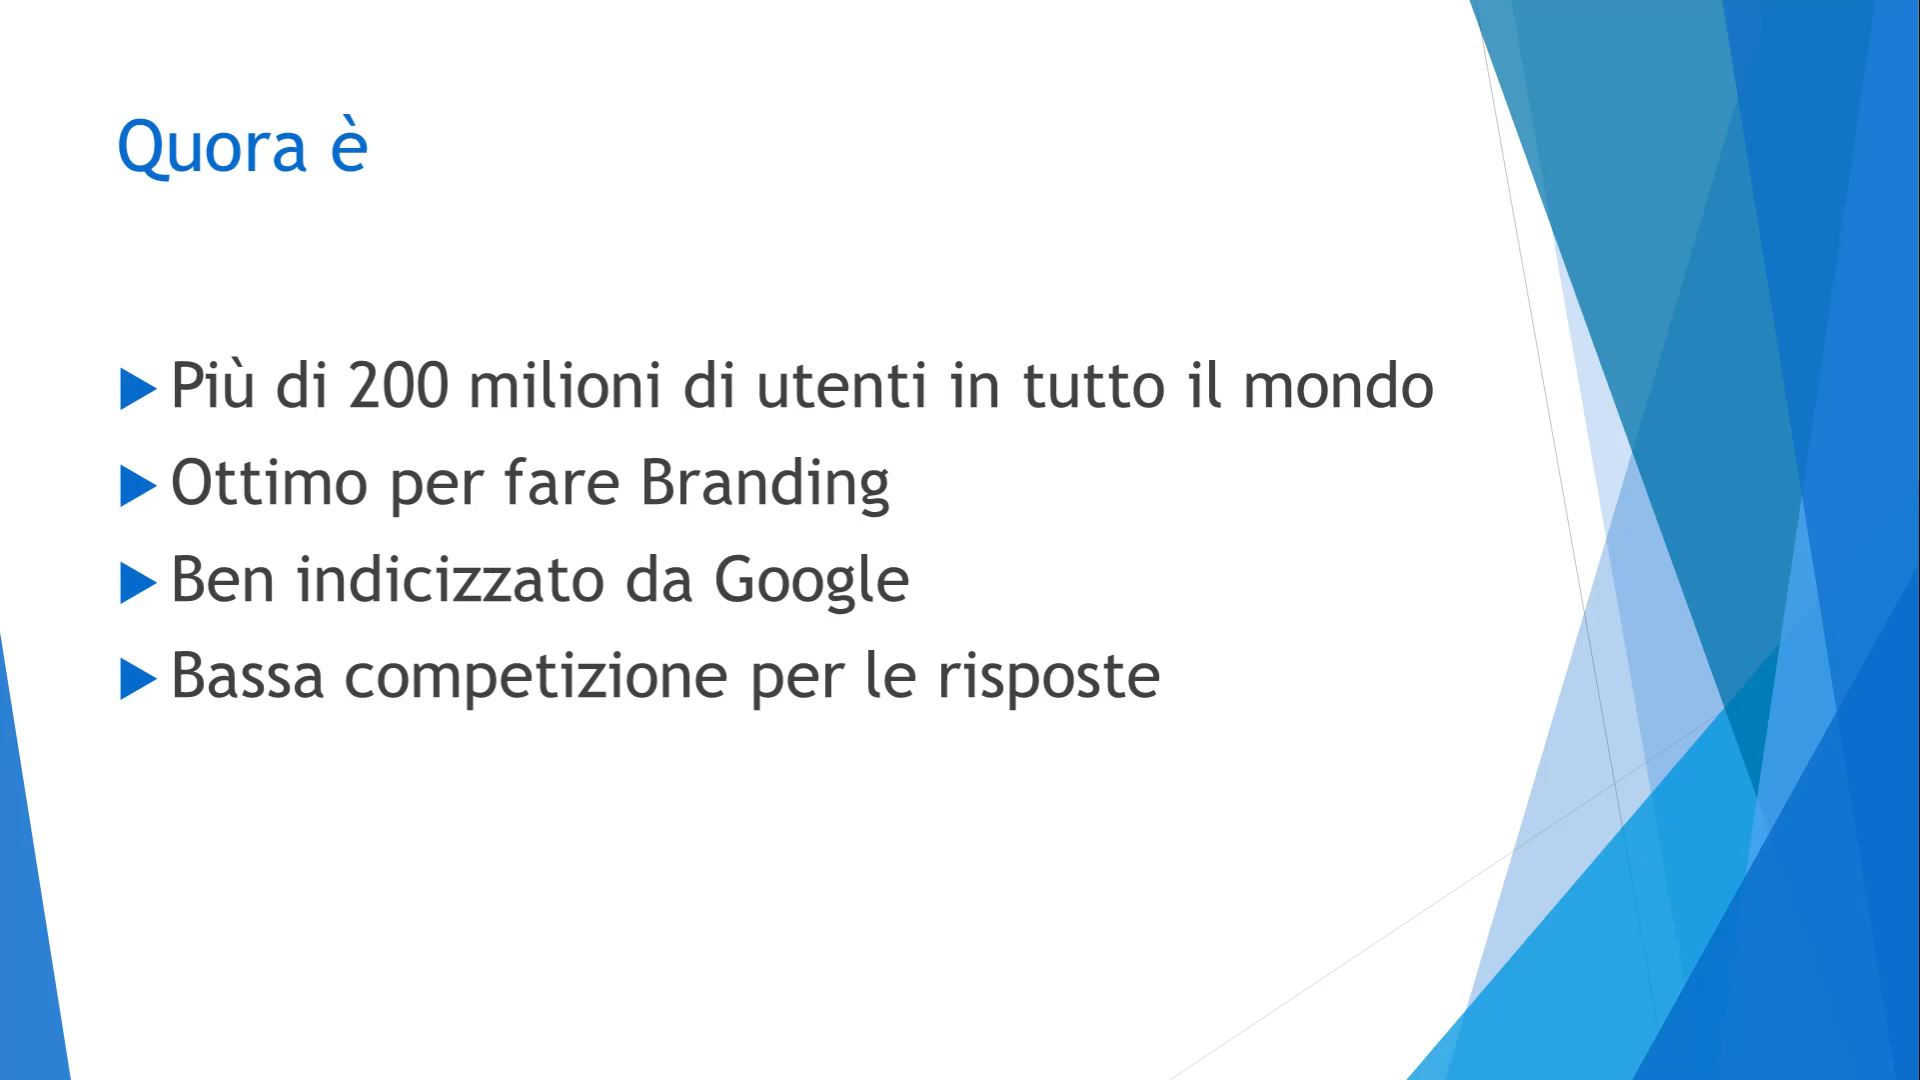 Quora è
Più di 200 milioni di utenti in tutto il mondo
Ottimo per fare Branding
Ben indicizzato da Google
Bassa competizione per le risposte